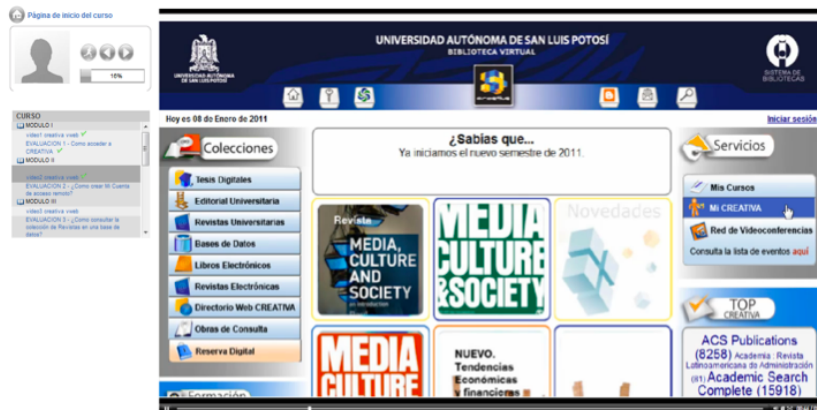 Página de inicio del curso
16%
CURSO
MODULO I
video1 creativa vweb
EVALUACION 1 - Como acceder a
CREATIVA
MODULO II
video2 creativa vweb
EVALUACION 2 - ¿Como crear Mi Cuenta
de acceso remoto?
MODULO III
video3 creativa vweb
EVALUACION 3 - ¿Como consultar la
colección de Revistas en una base de
datos?
UNIVERSIDAD AUTÓNOMA DE SAN LUIS POTOSÍ
BIBLIOTECA VIRTUAL
UNIVERSIDAD AUTÓNOMA
DE SAN LUIS POTOSÍ
creativa
SISTEMA DE
BIBLIOTECAS
Hoy es 08 de Enero de 2011
Iniciar sesión
Colecciones
Tesis Digitales
Editorial Universitaria
Revistas Universitarias
Bases de Datos
Libros Electrónicos
Revistas Electrónicas
Directorio Web CREATIVA
Obras de Consulta
Reserva Digital
Formación
¿Sabías que...
Ya iniciamos el nuevo semestre de 2011.
Revista
MEDIA,
CULTURE
AND
SOCIETY
MEDIA
CULTURE
&SOCIETY
Novedades
MEDIA
CULTURE
NUEVO.
Tendencias
Económicas
y financieras
Servicios
Mis Cursos
Mi CREATIVA
Red de Videoconferencias
Consulta la lista de eventos aquí
TOP
CREATIVA
ACS Publications
(8258) Academia : Revista
Latinoamericana de Administración
(81) Academic Search
Complete (15918)